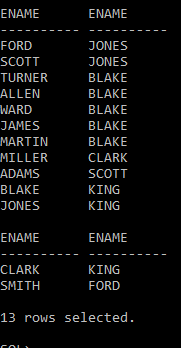 ENAME      ENAME
---------- ----------
FORD       JONES
SCOTT      JONES
TURNER     BLAKE
ALLEN      BLAKE
WARD       BLAKE
JAMES      BLAKE
MARTIN     BLAKE
MILLER     CLARK
ADAMS      SCOTT
BLAKE      KING
JONES      KING
ENAME      ENAME
---------- ----------
CLARK      KING
SMITH      FORD
13 rows selected.